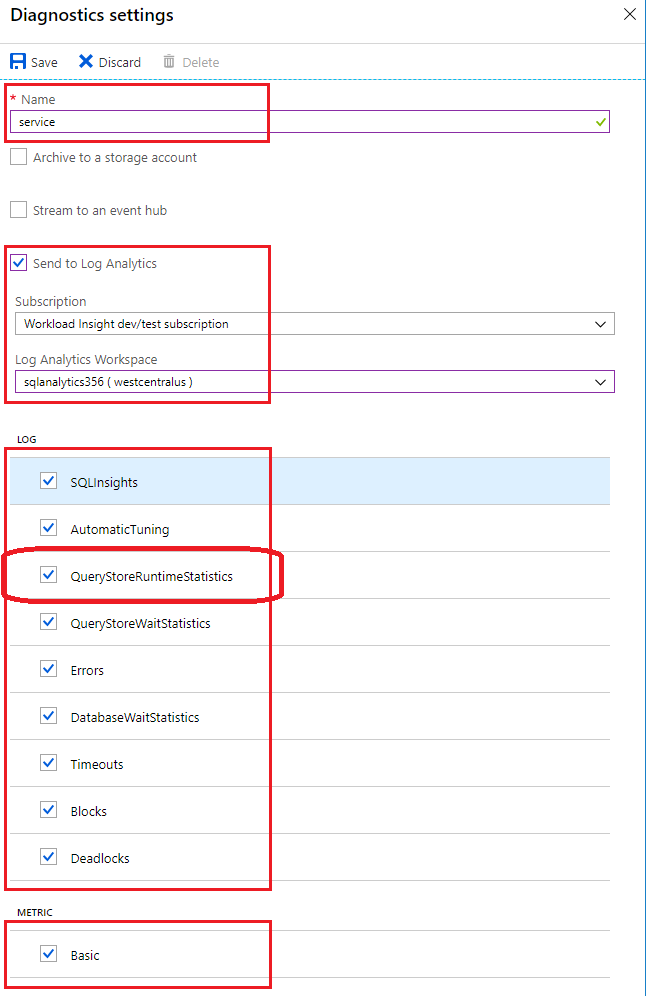 Diagnostics settings
Save Discard Delete
* Name
service
Archive to a storage account
Stream to an event hub
Send to Log Analytics
Subscription
Workload Insight dev/test subscription
Log Analytics Workspace
sqlanalytics356 ( westcentralus )
LOG
SQLInsights
AutomaticTuning
QueryStoreRuntimeStatistics
QueryStoreWaitStatistics
Errors
DatabaseWaitStatistics
Timeouts
Blocks
Deadlocks
METRIC
Basic